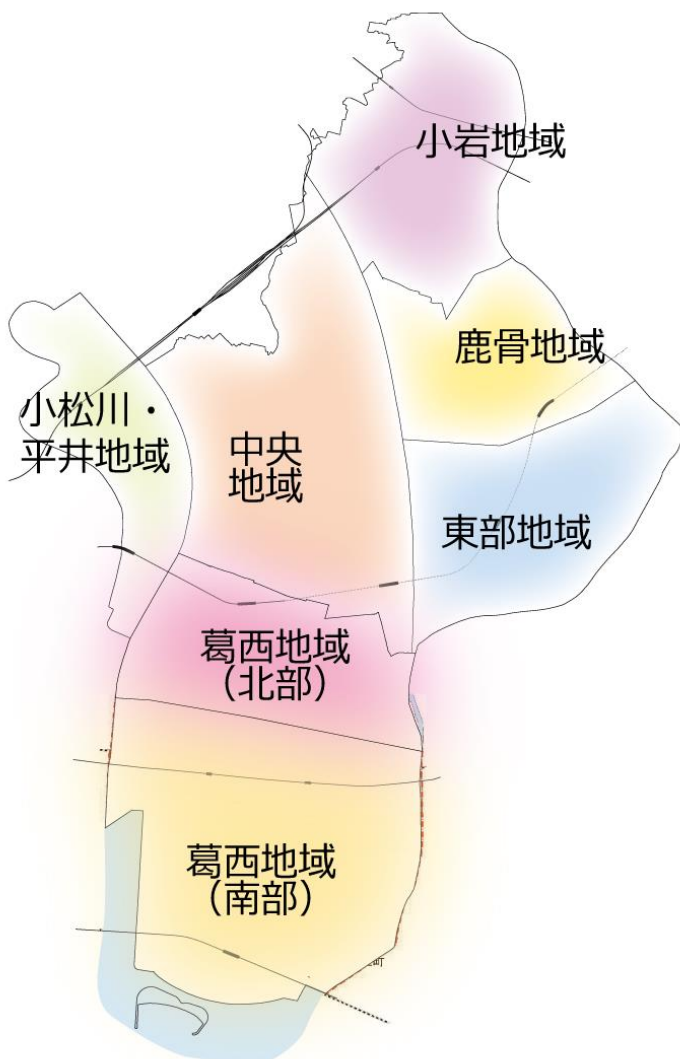 小岩地域
鹿骨地域
小松川・
平井地域
中央
地域
東部地域
葛西地域
（北部）
葛西地域
（南部）
町